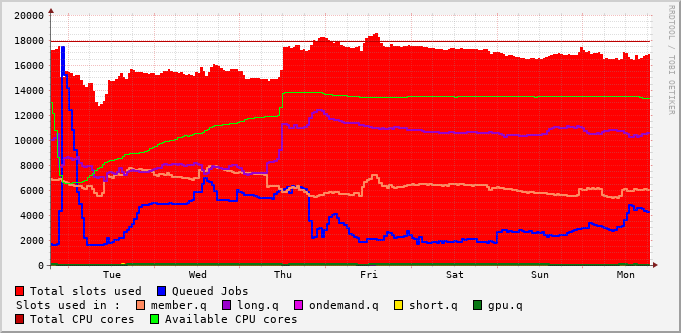 20000
18000
16000
14000
12000
10000
8000
6000
4000
2000
0
Tue Wed Thu Fri Sat Sun Mon
RRDTOOL / TOBI OETIKER
Total slots used Queued Jobs
Slots used in : member.q long.q ondemand.q short.q gpu.q
Total CPU cores Available CPU cores